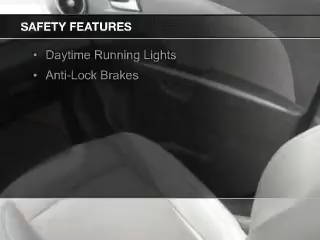 SAFETY FEATURES
• Daytime Running Lights
• Anti-Lock Brakes